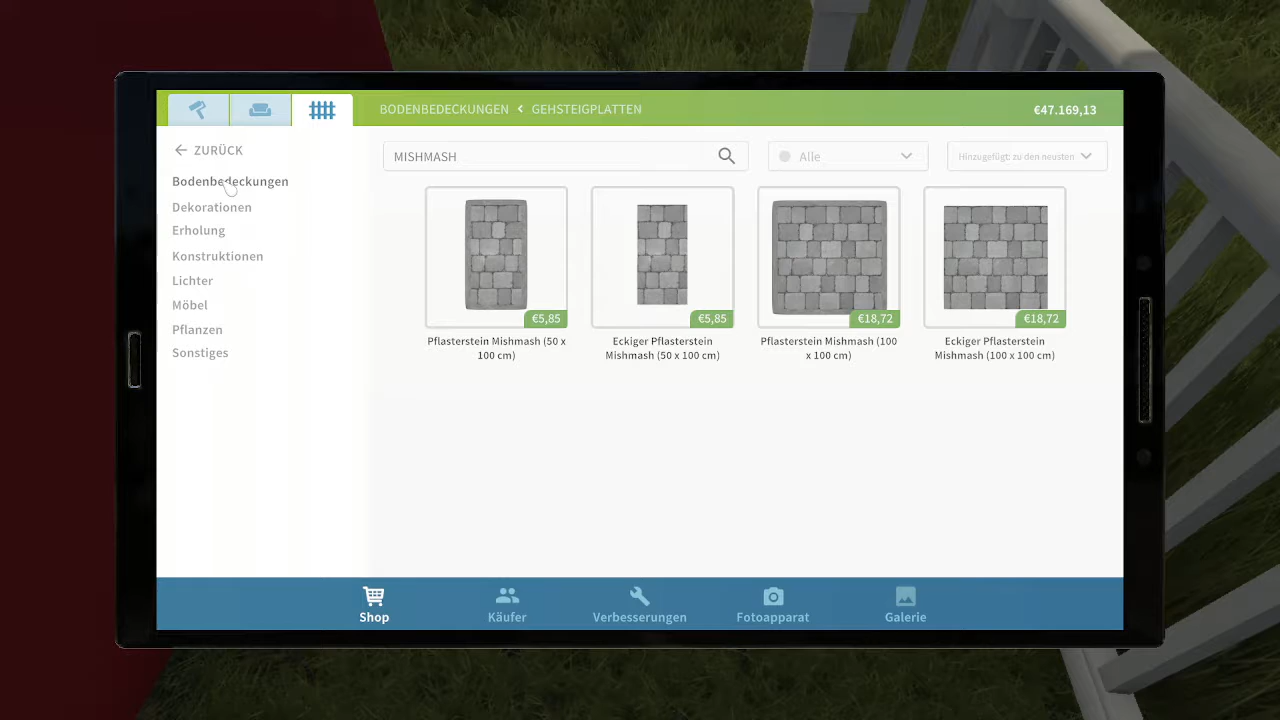 BODENBEDECKUNGEN < GEHSTEIGPLATTEN
€47.169,13
ZURÜCK
Bodenbedeckungen
Dekorationen
Erholung
Konstruktionen
Lichter
Möbel
Pflanzen
Sonstiges
MISHMASH
Alle
Hinzugefügt: zu den neusten
€5,85
€5,85
€18,72
€18,72
Pflasterstein Mishmash (50 x
100 cm)
Eckiger Pflasterstein
Mishmash (50 x 100 cm)
Pflasterstein Mishmash (100
x 100 cm)
Eckiger Pflasterstein
Mishmash (100 x 100 cm)
Shop
Käufer
Verbesserungen
Fotoapparat
Galerie